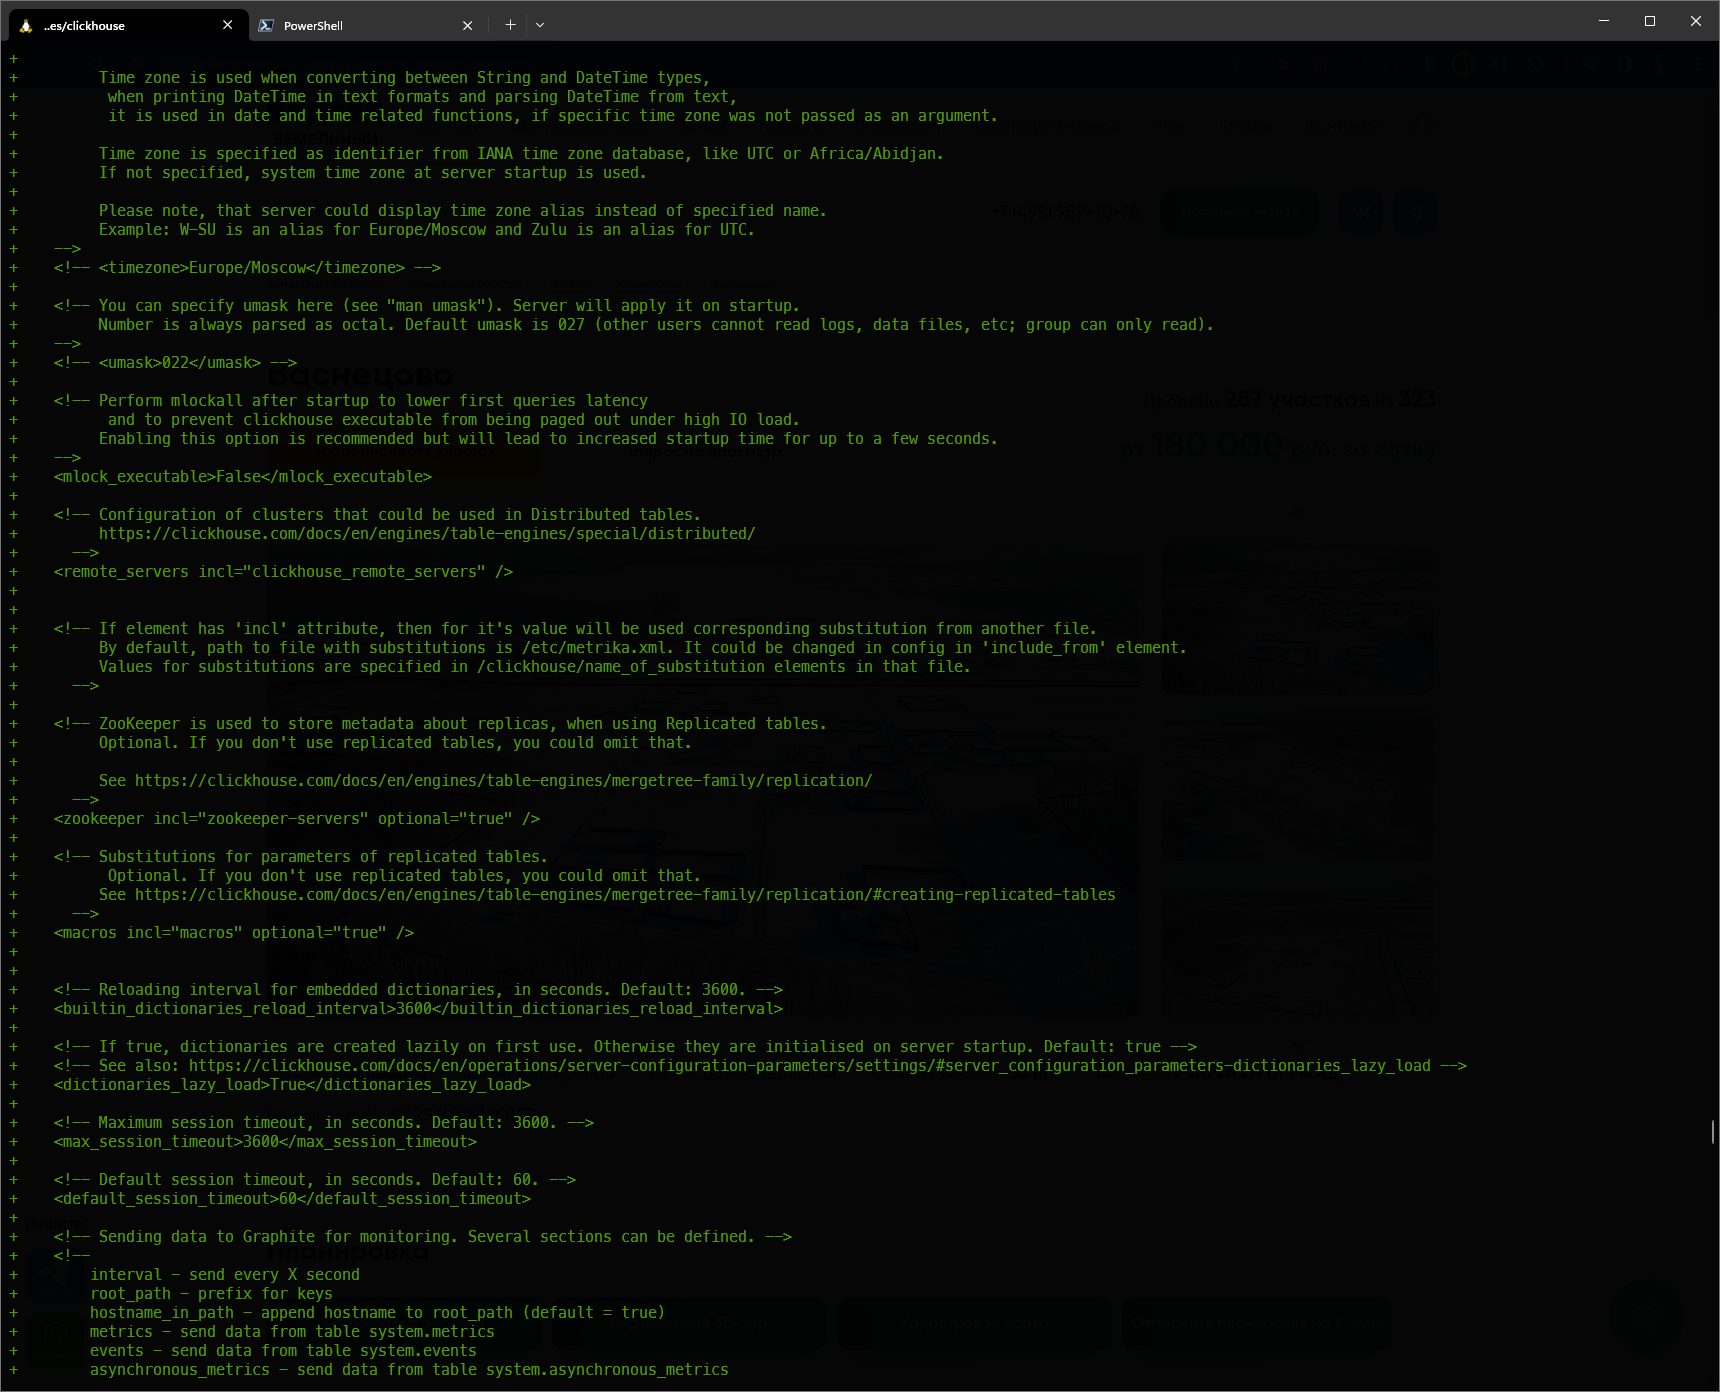 ..es/clickhouse
PowerShell
+
+         Time zone is used when converting between String and DateTime types,
+          when printing DateTime in text formats and parsing DateTime from text,
+          it is used in date and time related functions, if specific time zone was not passed as an argument.
+
+         Time zone is specified as identifier from IANA time zone database, like UTC or Africa/Abidjan.
+         If not specified, system time zone at server startup is used.
+
+         Please note, that server could display time zone alias instead of specified name.
+         Example: W-SU is an alias for Europe/Moscow and Zulu is an alias for UTC.
+    -->
+    <!-- <timezone>Europe/Moscow</timezone> -->
+
+    <!-- You can specify umask here (see "man umask"). Server will apply it on startup.
+         Number is always parsed as octal. Default umask is 027 (other users cannot read logs, data files, etc; group can only read).
+    -->
+    <!-- <umask>022</umask> -->
+
+    <!-- Perform mlockall after startup to lower first queries latency
+          and to prevent clickhouse executable from being paged out under high IO load.
+         Enabling this option is recommended but will lead to increased startup time for up to a few seconds.
+    -->
+    <mlock_executable>False</mlock_executable>
+
+    <!-- Configuration of clusters that could be used in Distributed tables.
+         https://clickhouse.com/docs/en/engines/table-engines/special/distributed/
+      -->
+    <remote_servers incl="clickhouse_remote_servers" />
+
+
+    <!-- If element has 'incl' attribute, then for it's value will be used corresponding substitution from another file.
+         By default, path to file with substitutions is /etc/metrika.xml. It could be changed in config in 'include_from' element.
+         Values for substitutions are specified in /clickhouse/name_of_substitution elements in that file.
+      -->
+
+    <!-- ZooKeeper is used to store metadata about replicas, when using Replicated tables.
+         Optional. If you don't use replicated tables, you could omit that.
+
+         See https://clickhouse.com/docs/en/engines/table-engines/mergetree-family/replication/
+      -->
+    <zookeeper incl="zookeeper-servers" optional="true" />
+
+    <!-- Substitutions for parameters of replicated tables.
+          Optional. If you don't use replicated tables, you could omit that.
+         See https://clickhouse.com/docs/en/engines/table-engines/mergetree-family/replication/#creating-replicated-tables
+      -->
+    <macros incl="macros" optional="true" />
+
+
+    <!-- Reloading interval for embedded dictionaries, in seconds. Default: 3600. -->
+    <builtin_dictionaries_reload_interval>3600</builtin_dictionaries_reload_interval>
+
+    <!-- If true, dictionaries are created lazily on first use. Otherwise they are initialised on server startup. Default: true -->
+    <!-- See also: https://clickhouse.com/docs/en/operations/server-configuration-parameters/settings/#server_configuration_parameters-dictionaries_lazy_load -->
+    <dictionaries_lazy_load>True</dictionaries_lazy_load>
+
+    <!-- Maximum session timeout, in seconds. Default: 3600. -->
+    <max_session_timeout>3600</max_session_timeout>
+
+    <!-- Default session timeout, in seconds. Default: 60. -->
+    <default_session_timeout>60</default_session_timeout>
+
+    <!-- Sending data to Graphite for monitoring. Several sections can be defined. -->
+    <!--
+        interval - send every X second
+        root_path - prefix for keys
+        hostname_in_path - append hostname to root_path (default = true)
+        metrics - send data from table system.metrics
+        events - send data from table system.events
+        asynchronous_metrics - send data from table system.asynchronous_metrics
+7 (495) 989-10-70
Васнецово
Продано 287 участков из 323
от 180 000 руб. за сотку
Планировка